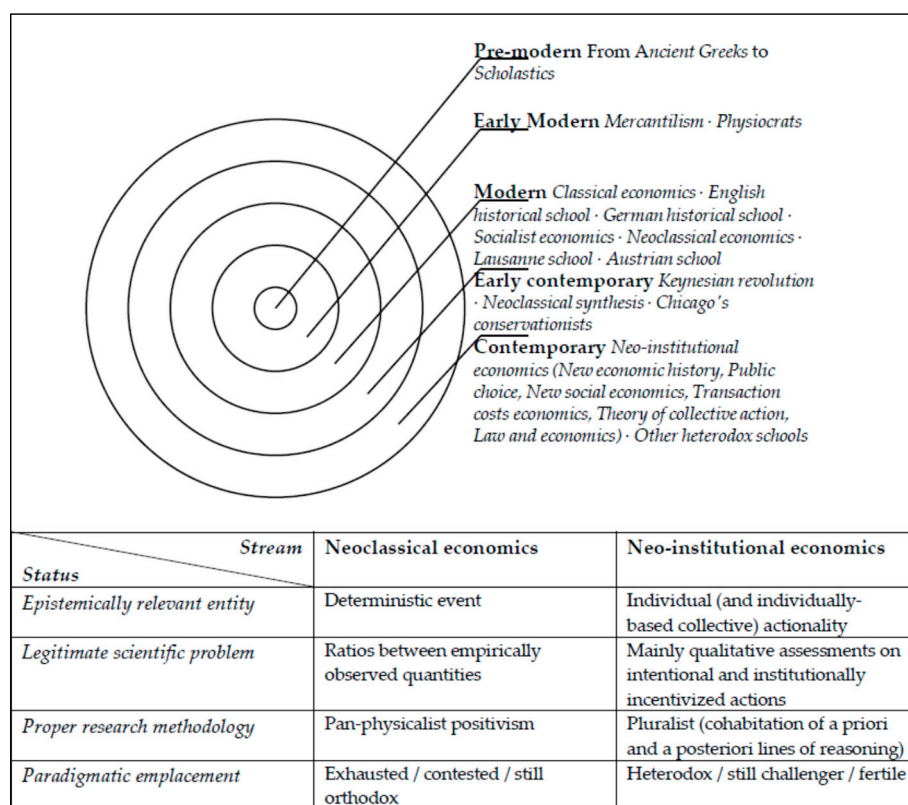 Pre-modern From Ancient Greeks to
Scholastics
Early Modern Mercantilism · Physiocrats
Modern Classical economics · English
historical school · German historical school ·
Socialist economics · Neoclassical economics ·
Lausanne school · Austrian school
Early contemporary Keynesian revolution
· Neoclassical synthesis · Chicago's
conservationists
Contemporary Neo-institutional
economics (New economic history, Public
choice, New social economics, Transaction
costs economics, Theory of collective action,
Law and economics) · Other heterodox schools
Stream
Status
Neoclassical economics
Neo-institutional economics
Epistemically relevant entity
Deterministic event
Individual (and individually-
based collective) actionality
Legitimate scientific problem
Ratios between empirically
observed quantities
Mainly qualitative assessments on
intentional and institutionally
incentivized actions
Proper research methodology
Pan-physicalist positivism
Pluralist (cohabitation of a priori
and a posteriori lines of reasoning)
Paradigmatic emplacement
Exhausted / contested / still
orthodox
Heterodox / still challenger / fertile